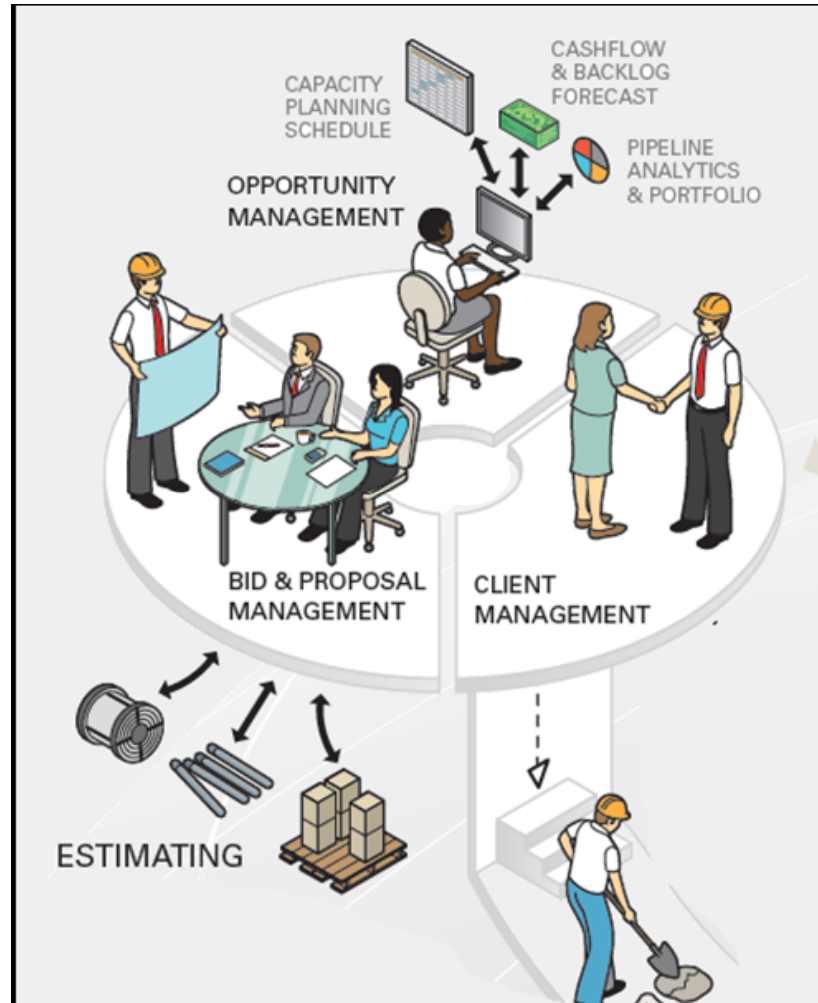 CASHFLOW
& BACKLOG
FORECAST
CAPACITY
PLANNING
SCHEDULE
PIPELINE
ANALYTICS
& PORTFOLIO
OPPORTUNITY
MANAGEMENT
BID & PROPOSAL
MANAGEMENT
CLIENT
MANAGEMENT
ESTIMATING